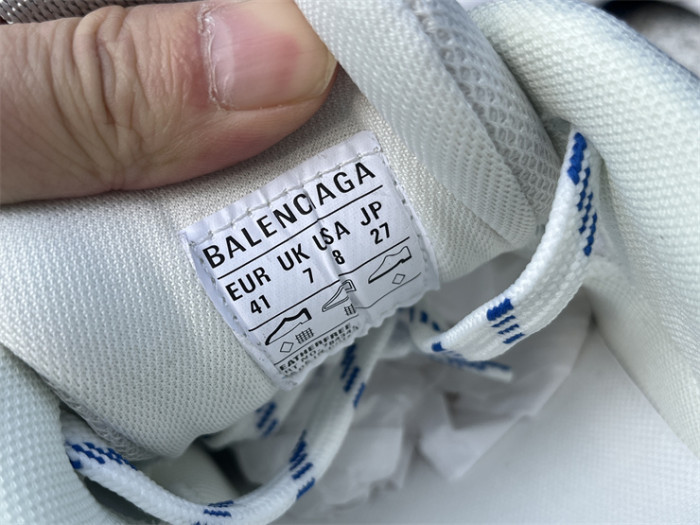 BALENCIAGA
EUR UK USA JP
41 7 8 27